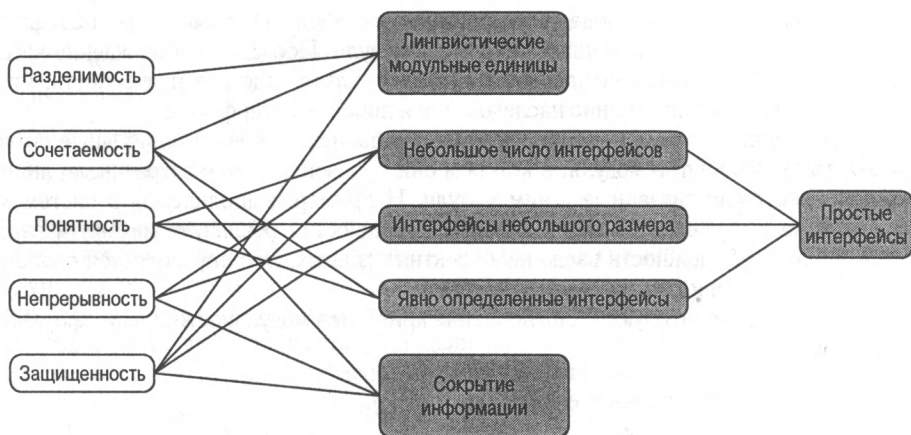 Разделимость
Сочетаемость
Понятность
Непрерывность
Защищенность
Лингвистические
модульные единицы
Небольшое число интерфейсов
Интерфейсы небольшого размера
Явно определенные интерфейсы
Сокрытие
информации
Простые
интерфейсы